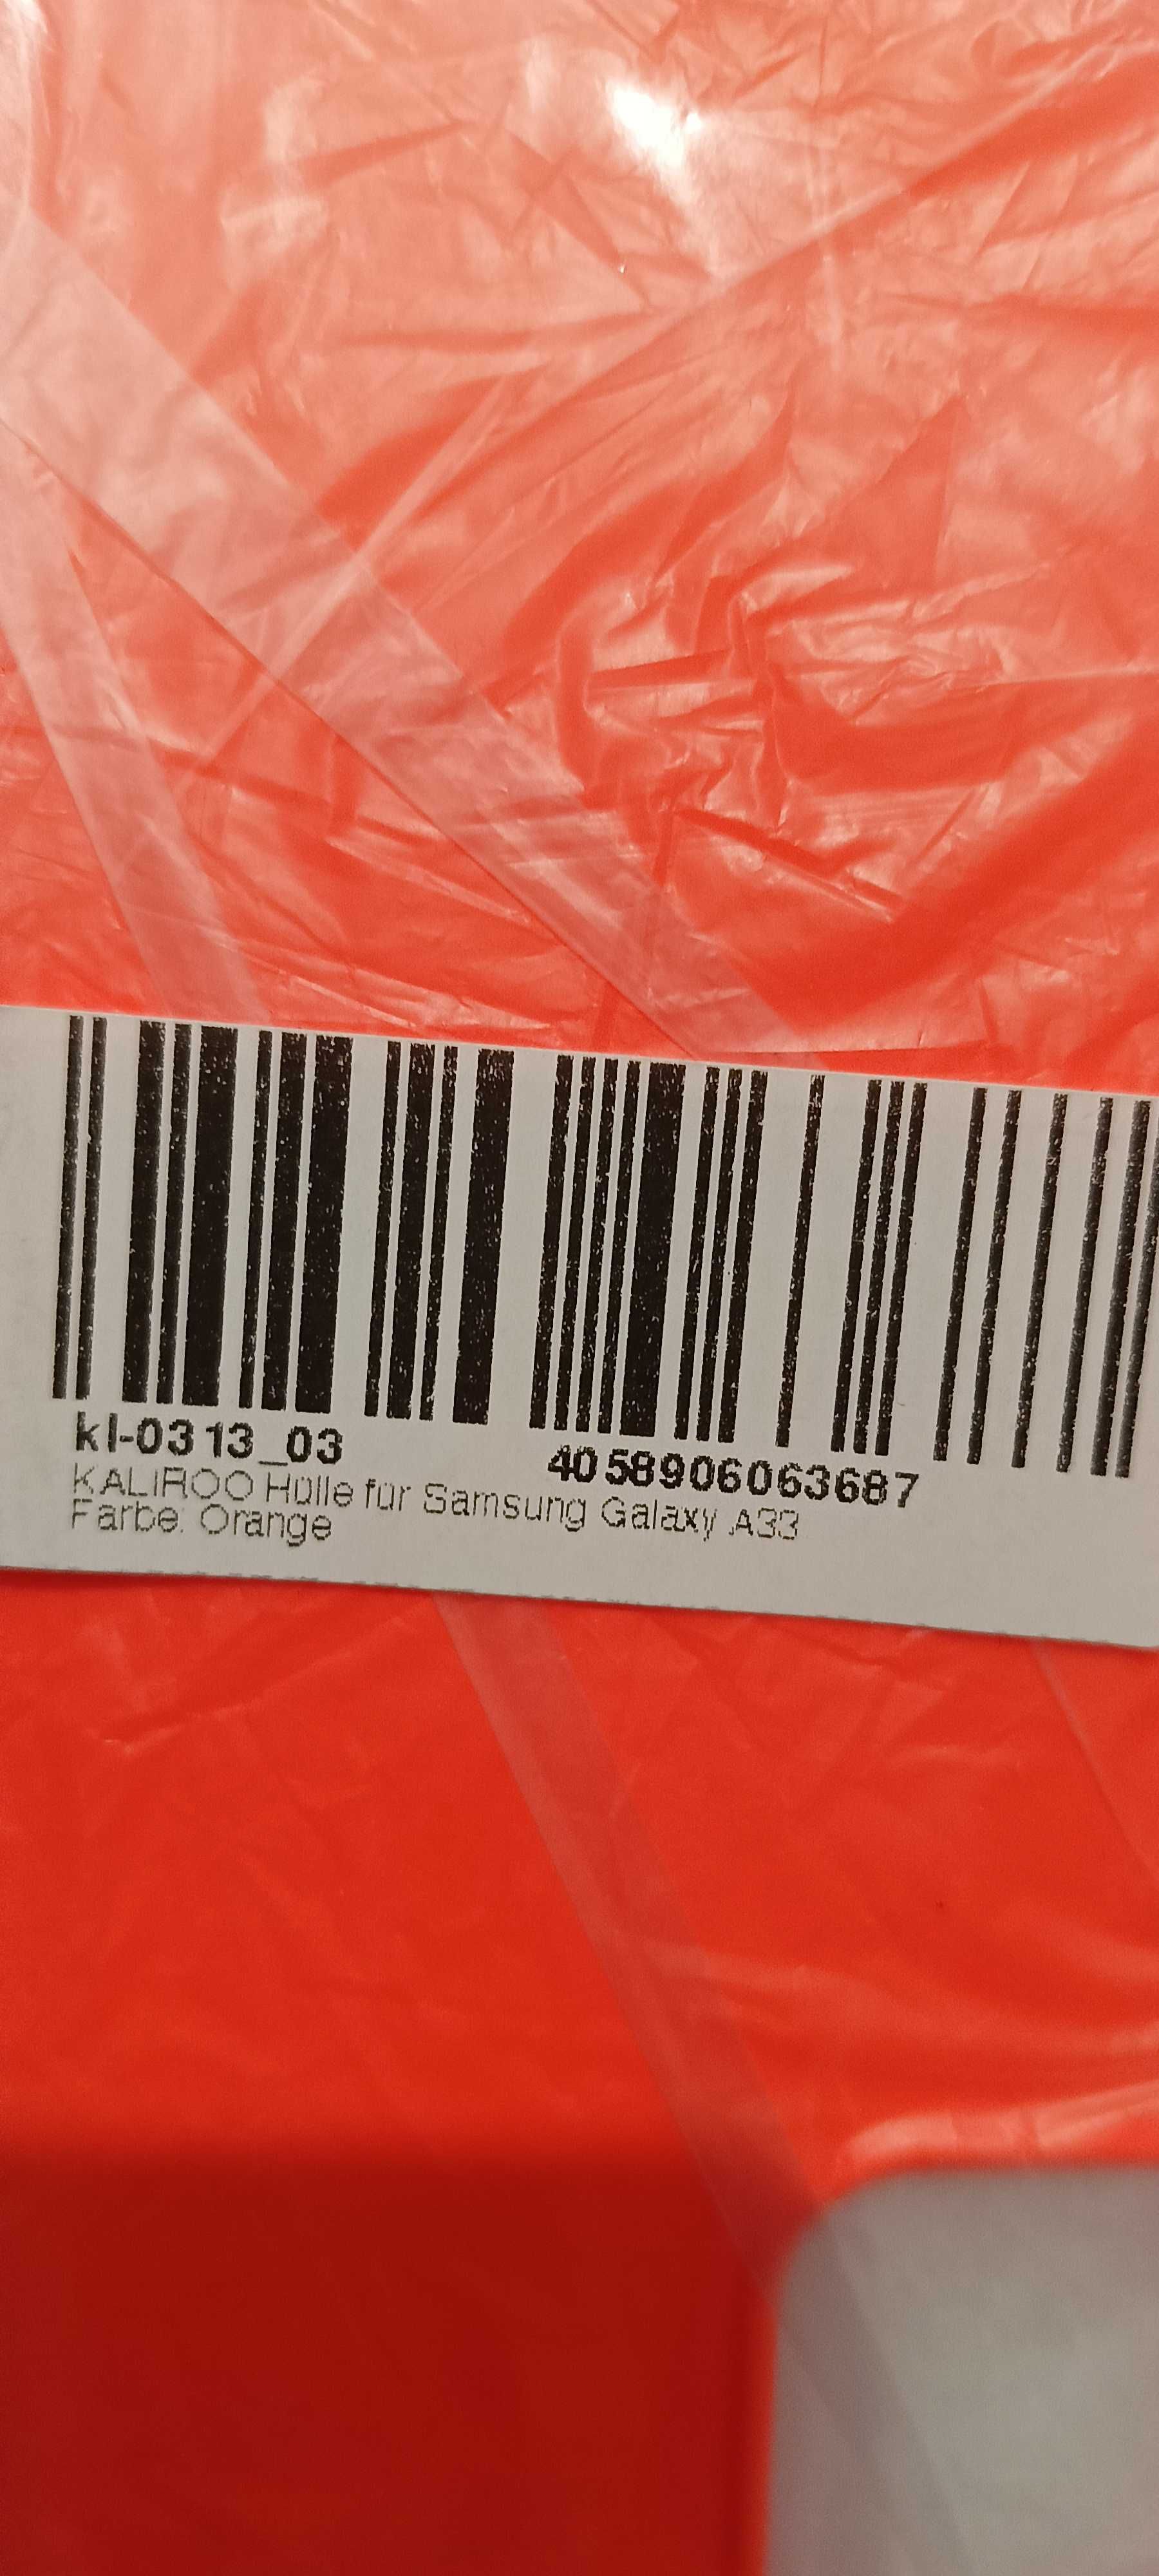 kl-0313_03 4058906063687
KALIROO Hülle für Samsung Galaxy A33
Farbe: Orange